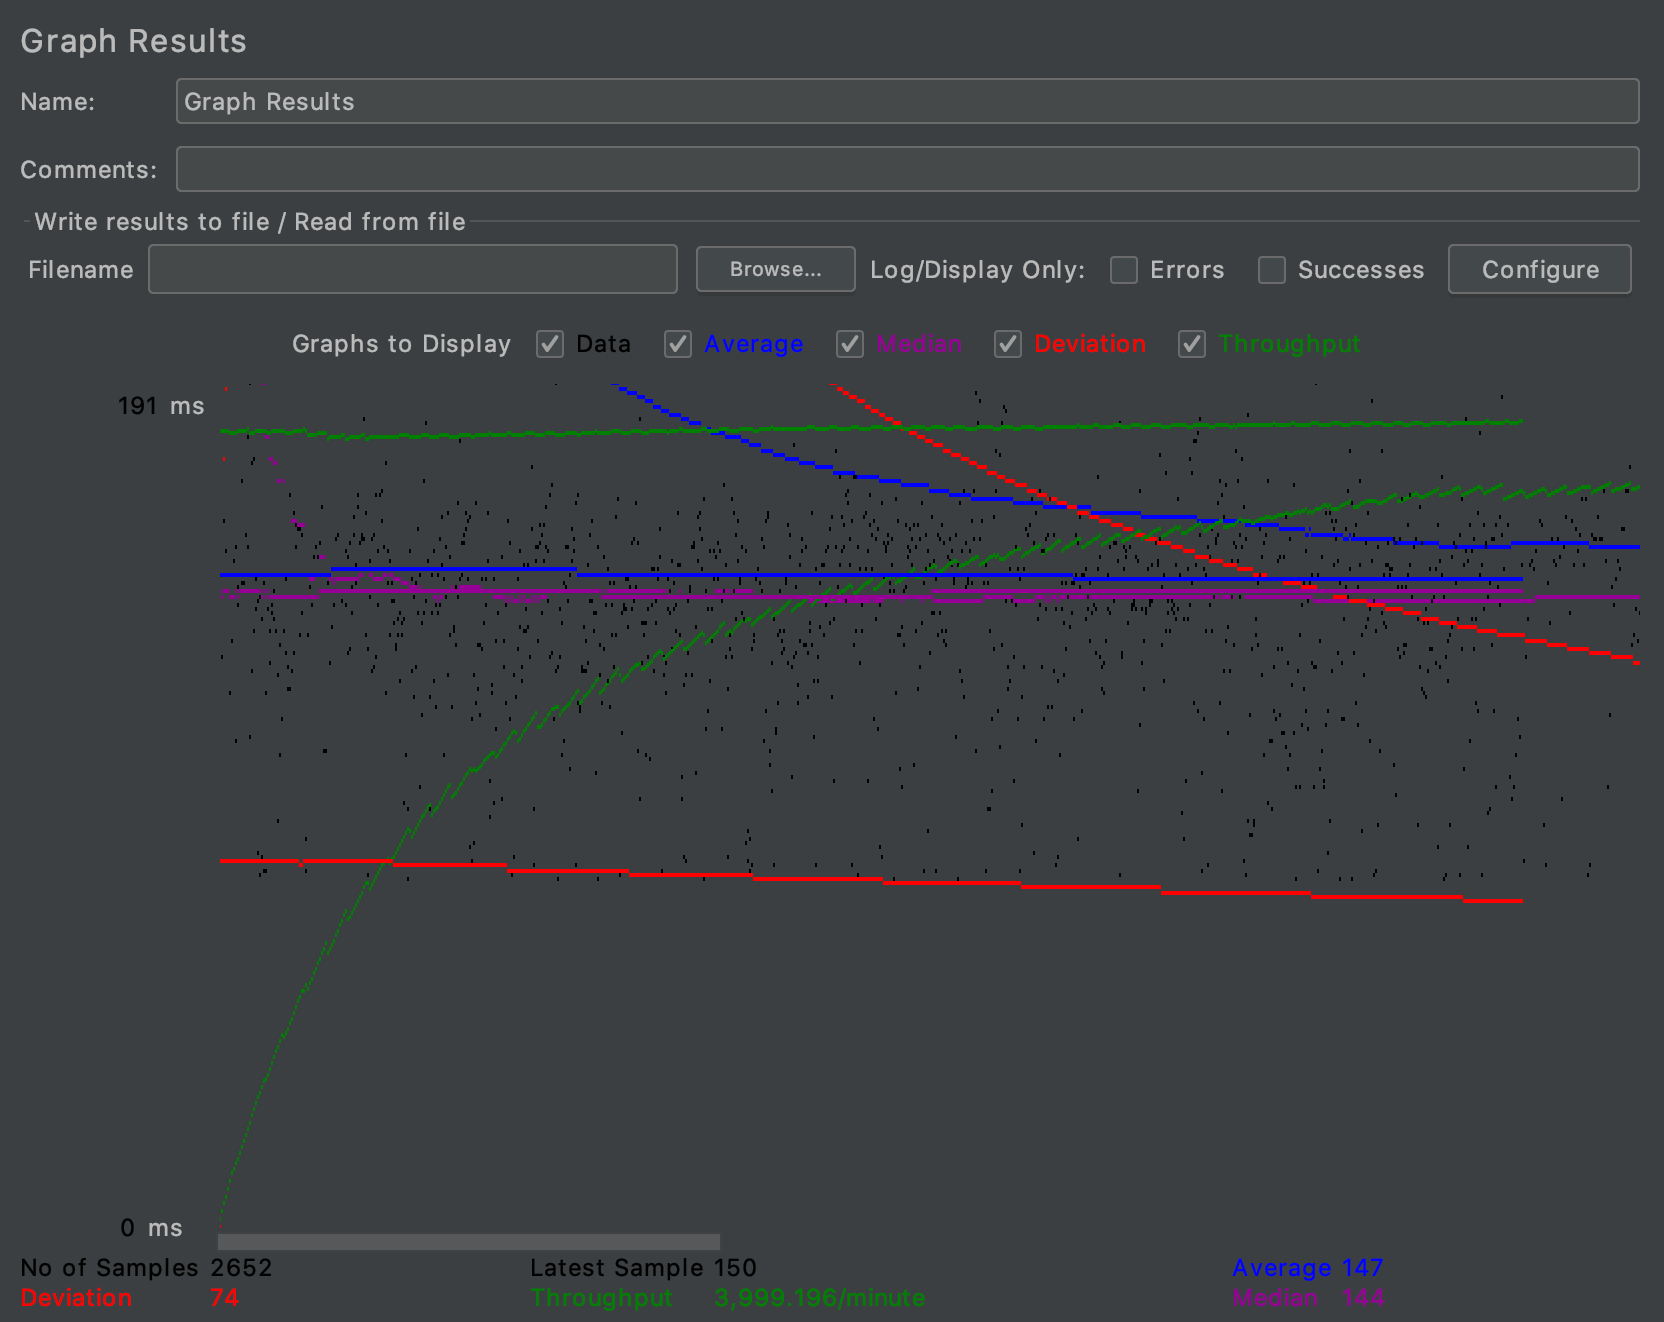 Graph Results
Name: Graph Results
Comments:
Write results to file / Read from file
Filename Browse... Log/Display Only: Errors Successes Configure
Graphs to Display Data Average Median Deviation Throughput
191 ms
0 ms
No of Samples 2652 Latest Sample 150 Average 147
Deviation 74 Throughput 3,999.196/minute Median 144